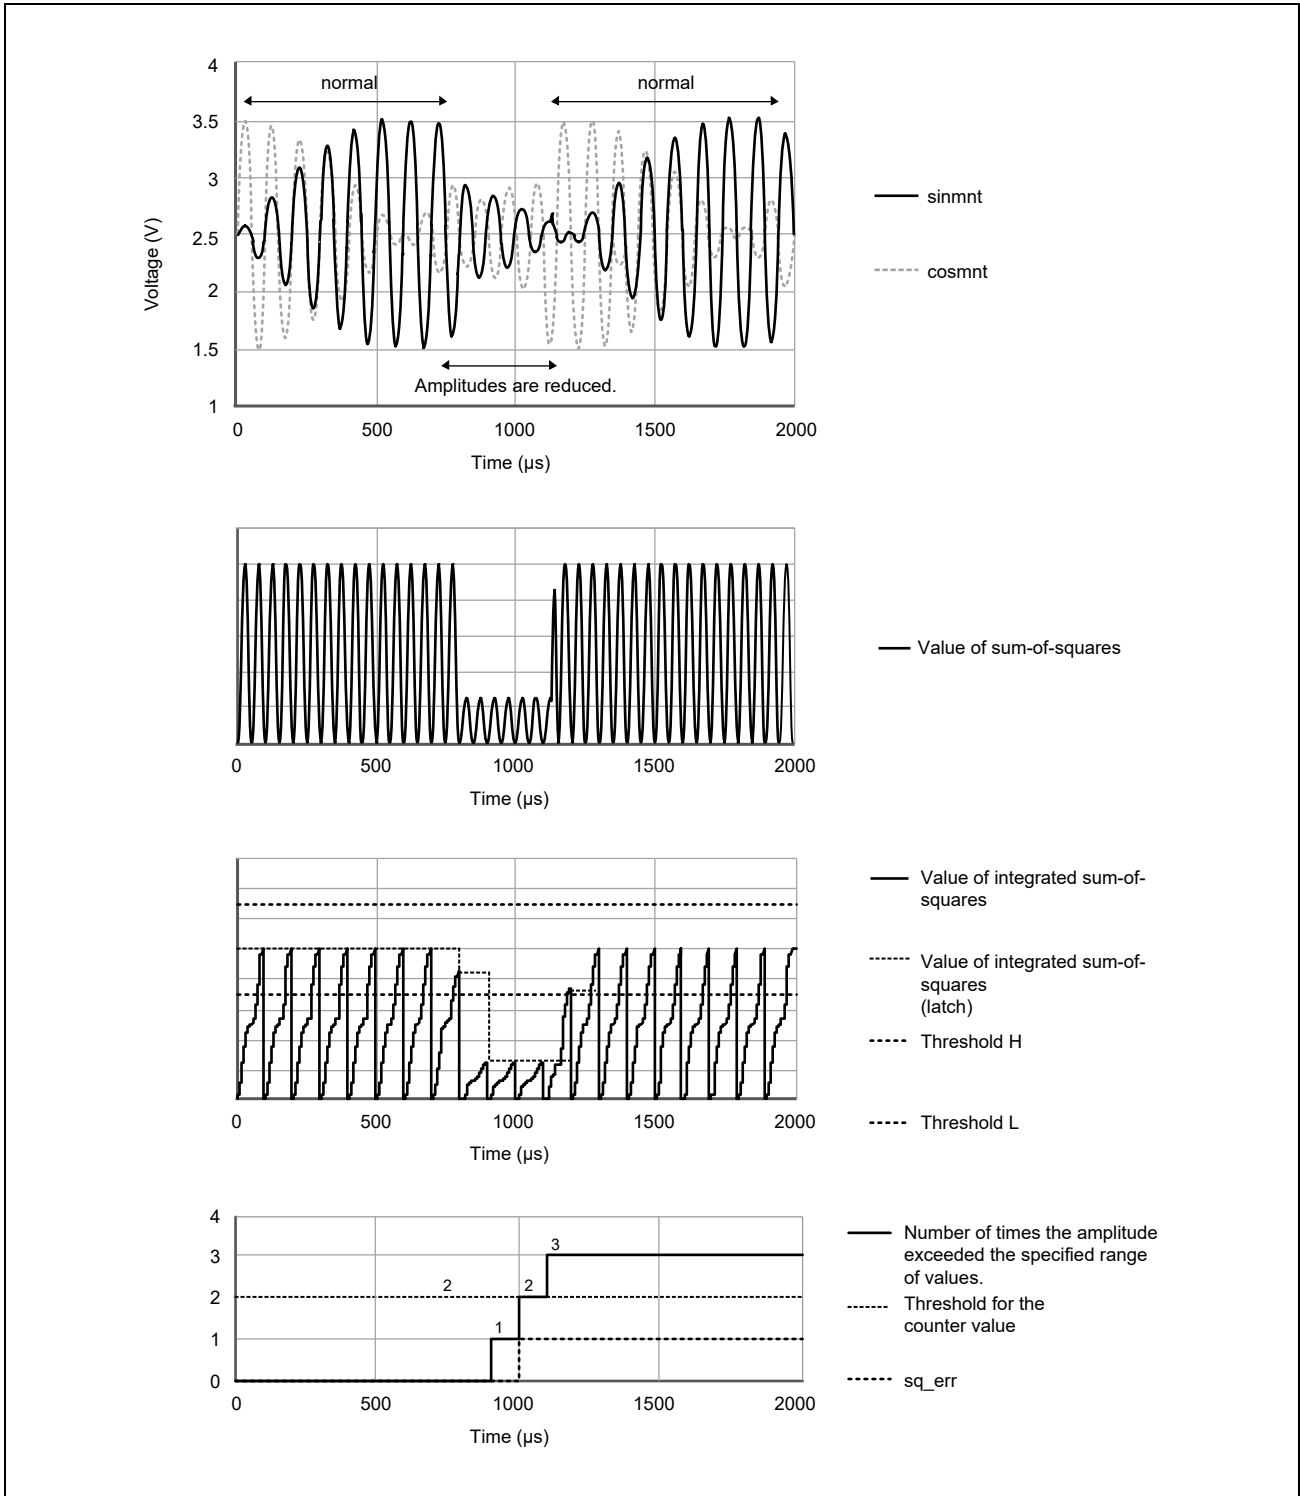 4
normal
normal
3.5
3
sinmnt
2.5
Voltage (V)
cosmnt
2
1.5
Amplitudes are reduced.
1
0
500
1000
1500
2000
Time (µs)
Value of sum-of-squares
0
500
1000
1500
2000
Time (µs)
Value of integrated sum-of-
squares
Value of integrated sum-of-
squares
(latch)
Threshold H
Threshold L
0
500
1000
1500
2000
Time (µs)
4
3
3
Number of times the amplitude
exceeded the specified range
of values.
2
2
2
Threshold for the
counter value
1
1
0
sq_err
0
500
1000
1500
2000
Time (µs)